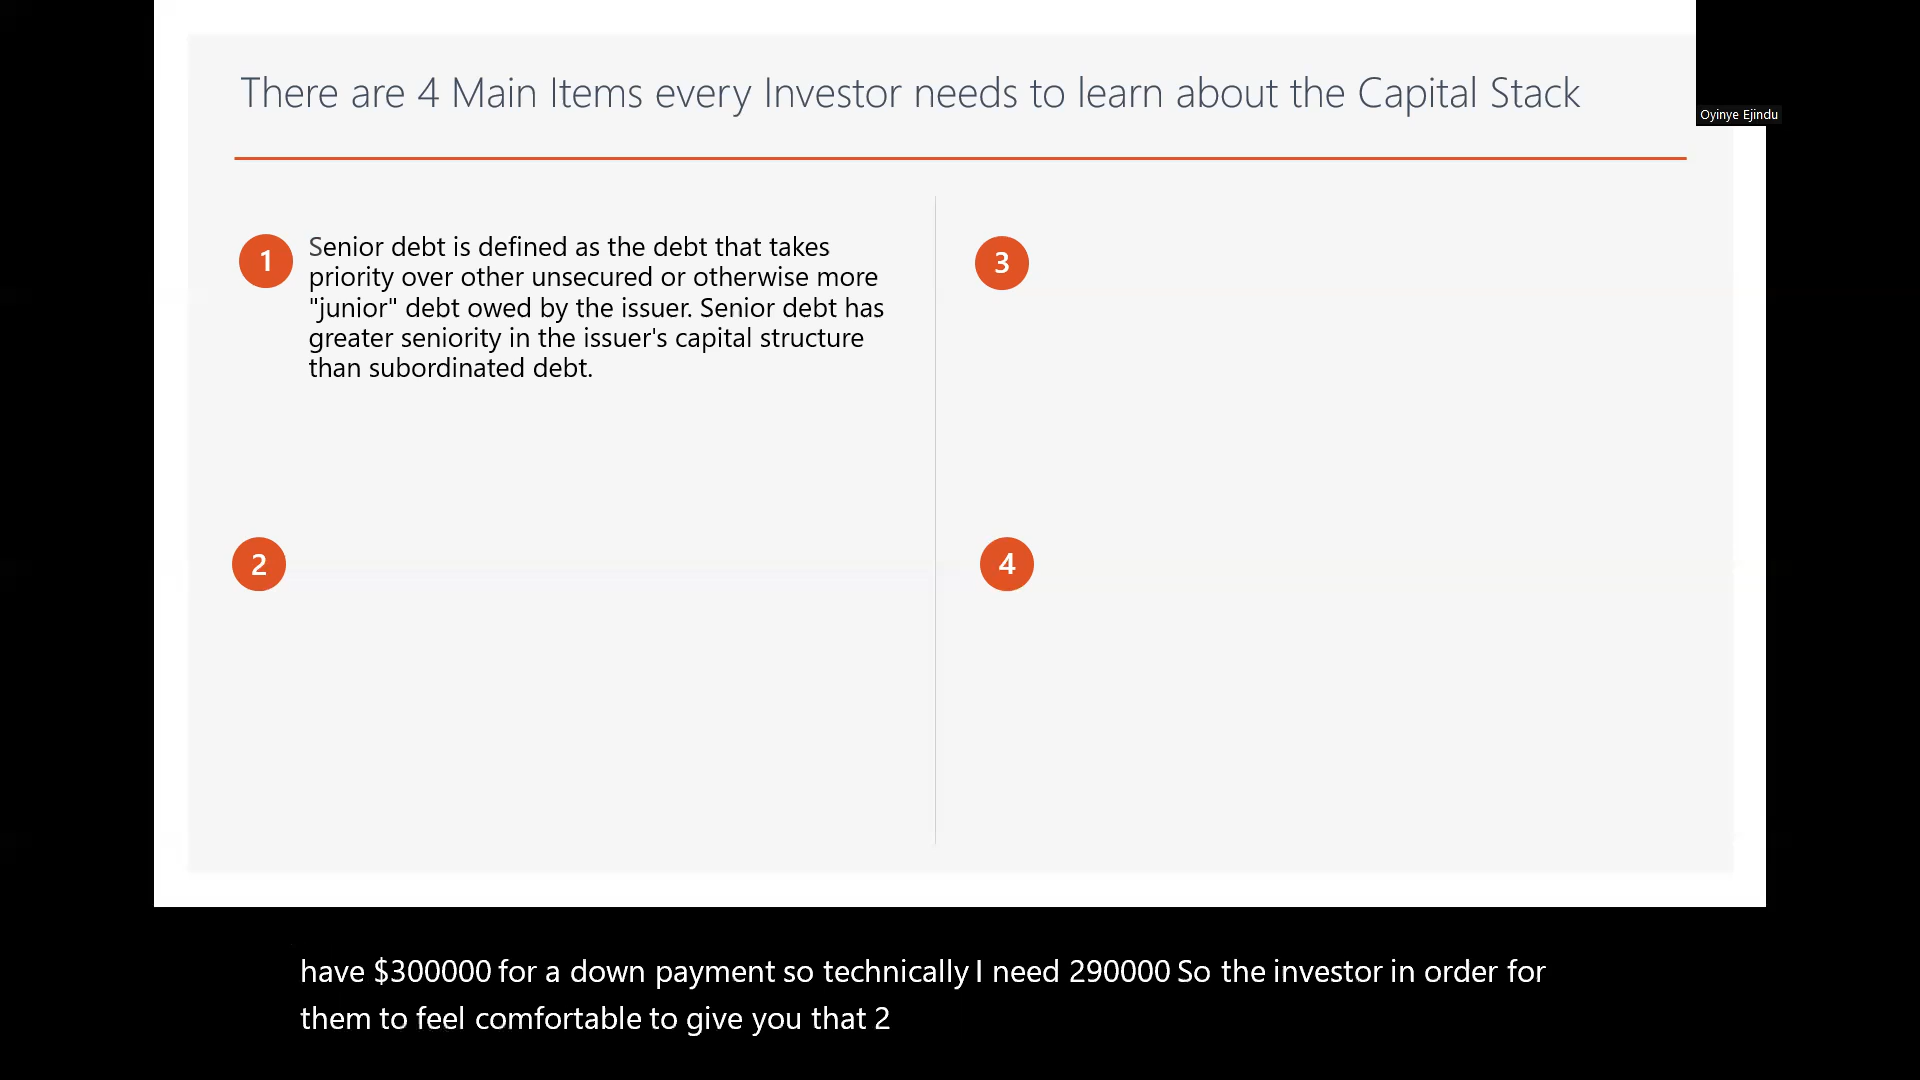 There are 4 Main Items every Investor needs to learn about the Capital Stack
Oyinye Ejindu
1
Senior debt is defined as the debt that takes
priority over other unsecured or otherwise more
"junior" debt owed by the issuer. Senior debt has
greater seniority in the issuer's capital structure
than subordinated debt.
2
3
4
have $300000 for a down payment so technically I need 290000 So the investor in order for
them to feel comfortable to give you that 2